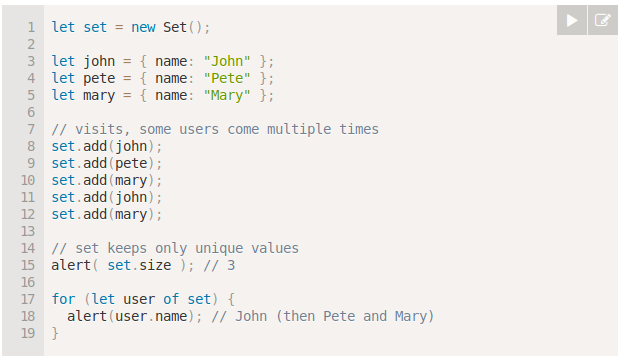 1 let set = new Set();
2
3 let john = { name: "John" };
4 let pete = { name: "Pete" };
5 let mary = { name: "Mary" };
6
7 // visits, some users come multiple times
8 set.add(john);
9 set.add(pete);
10 set.add(mary);
11 set.add(john);
12 set.add(mary);
13
14 // set keeps only unique values
15 alert( set.size ); // 3
16
17 for (let user of set) {
18   alert(user.name); // John (then Pete and Mary)
19 }